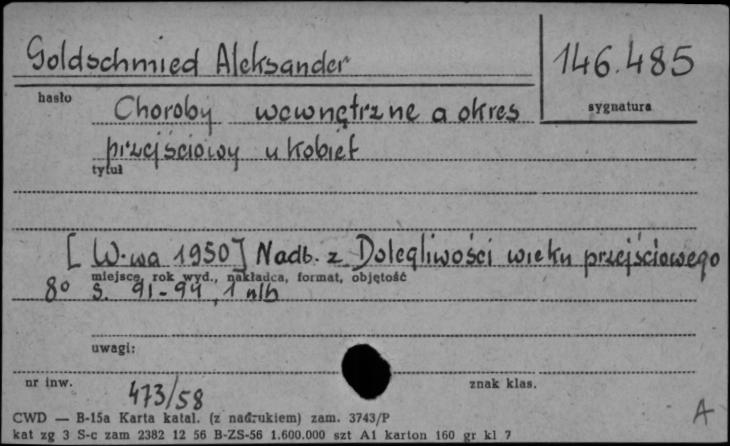 Goldschmied Aleksander
146.485
hasło
sygnatura
Choroby wewnętrzne a okres
przejściowy u kobiet
tytuł
[W-wa 1950] Nadb. z Dolegliwości wieku przejściowego
miejsce, rok wyd., nakładca, format, objętość
8° s. 91-94, 1 nlb
uwagi:
nr inw.
znak klas.
473/58
A
CWD — B-15a Karta katal. (z nadrukiem) zam. 3743/P
kat zg 3 S-c zam 2382 12 56 B-ZS-56 1.600.000 szt A1 karton 160 gr kl 7